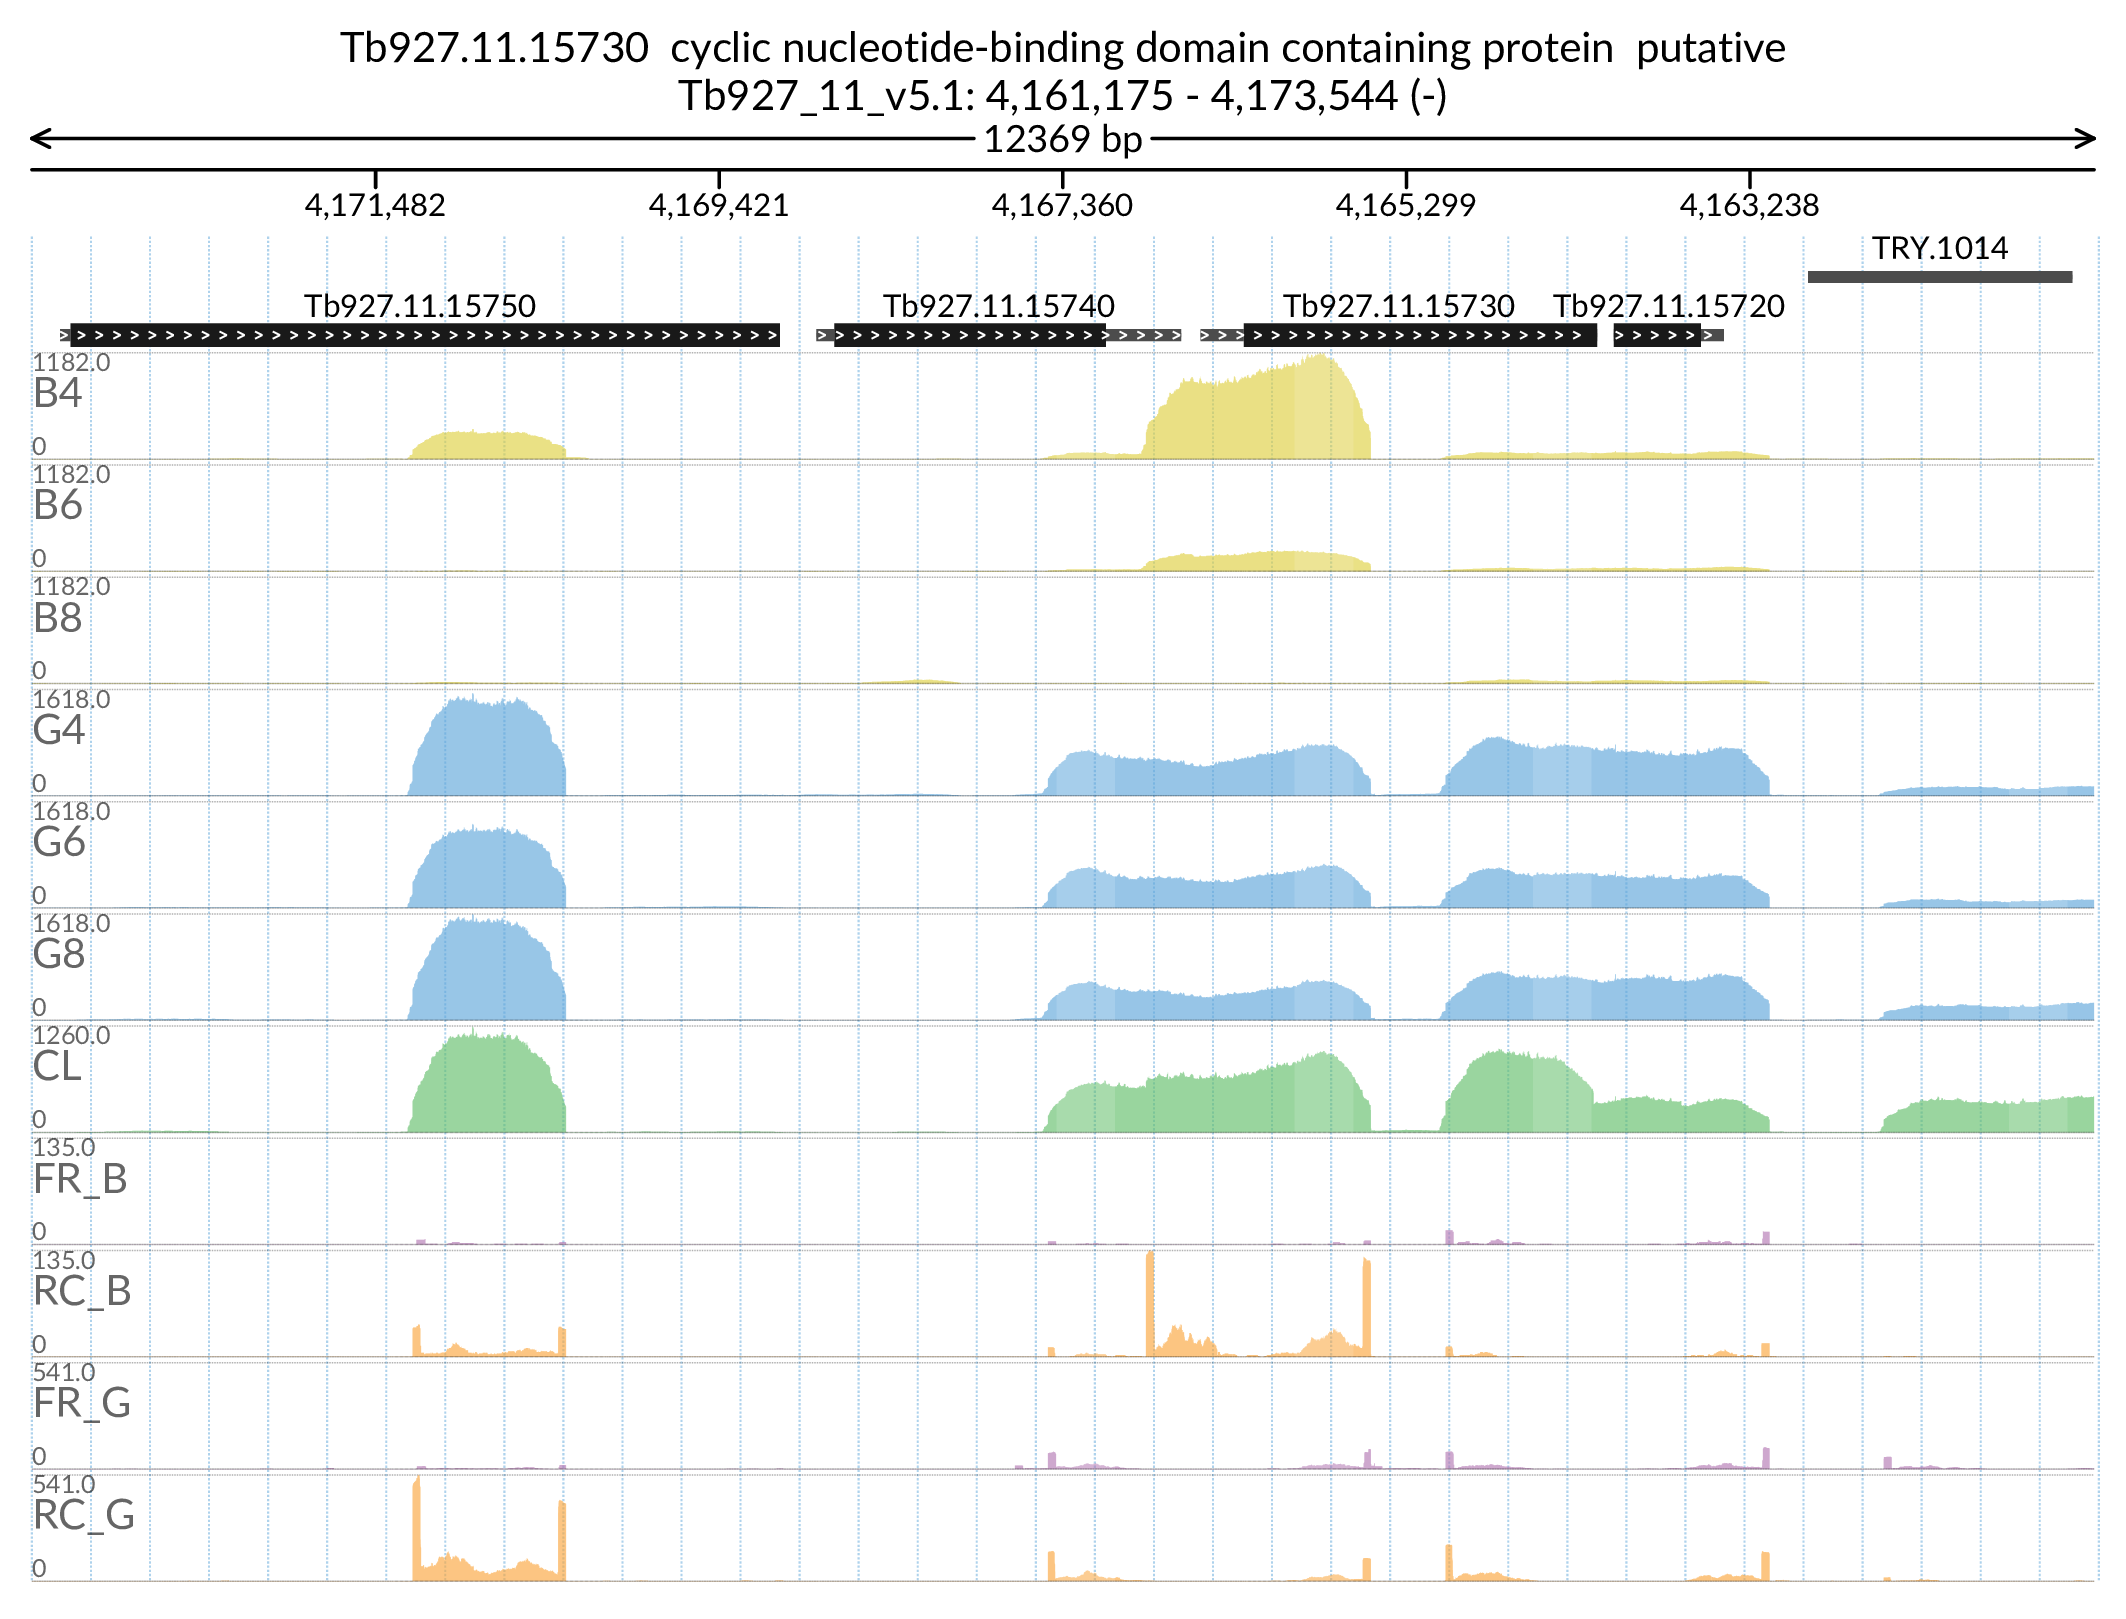 Tb927.11.15730  cyclic nucleotide-binding domain containing protein  putative
Tb927_11_v5.1: 4,161,175 - 4,173,544 (-)
12369 bp
4,171,482
4,169,421
4,167,360
4,165,299
4,163,238
TRY.1014
Tb927.11.15750
Tb927.11.15740
Tb927.11.15730
Tb927.11.15720
1182.0
B4
0
1182.0
B6
0
1182.0
B8
0
1618.0
G4
0
1618.0
G6
0
1618.0
G8
0
1260.0
CL
0
135.0
FR_B
0
135.0
RC_B
0
541.0
FR_G
0
541.0
RC_G
0